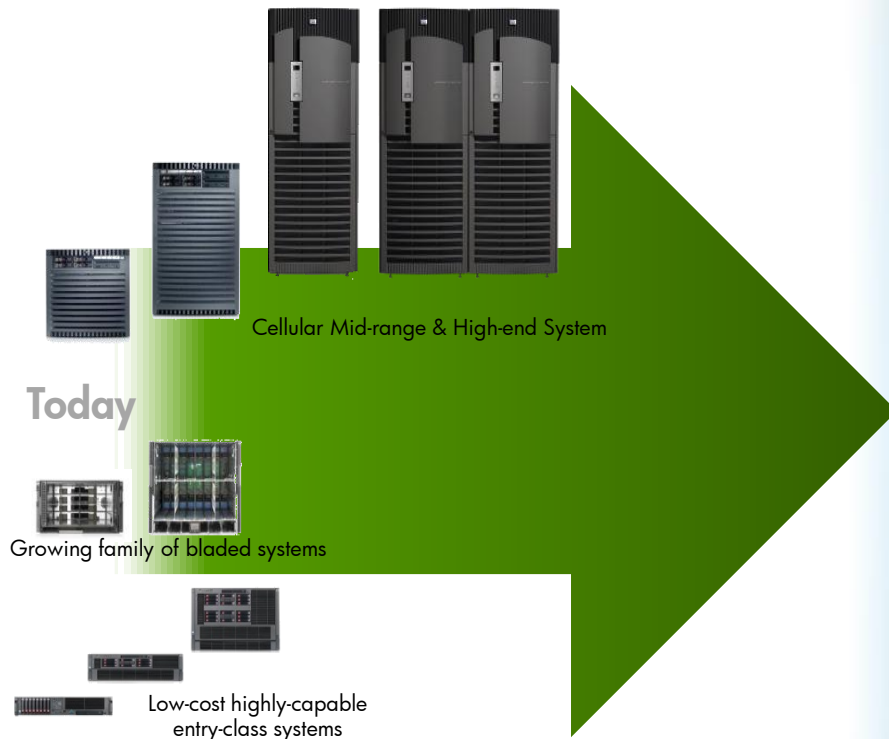 Cellular Mid-range & High-end System
Today
Growing family of bladed systems
Low-cost highly-capable
entry-class systems